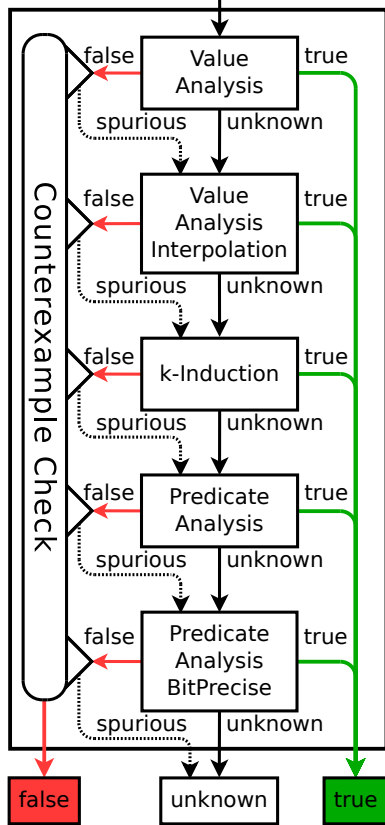 false
Value
Analysis
true
spurious
unknown
false
Value
Analysis
Interpolation
true
spurious
unknown
Counterexample Check
false
k-Induction
true
spurious
unknown
false
Predicate
Analysis
true
spurious
unknown
false
Predicate
Analysis
BitPrecise
true
spurious
unknown
false
unknown
true